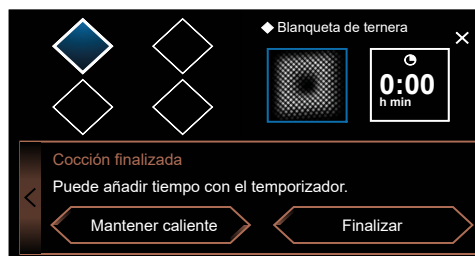 Blanqueta de ternera
0:00
h min
Cocción finalizada
Puede añadir tiempo con el temporizador.
Mantener caliente
Finalizar